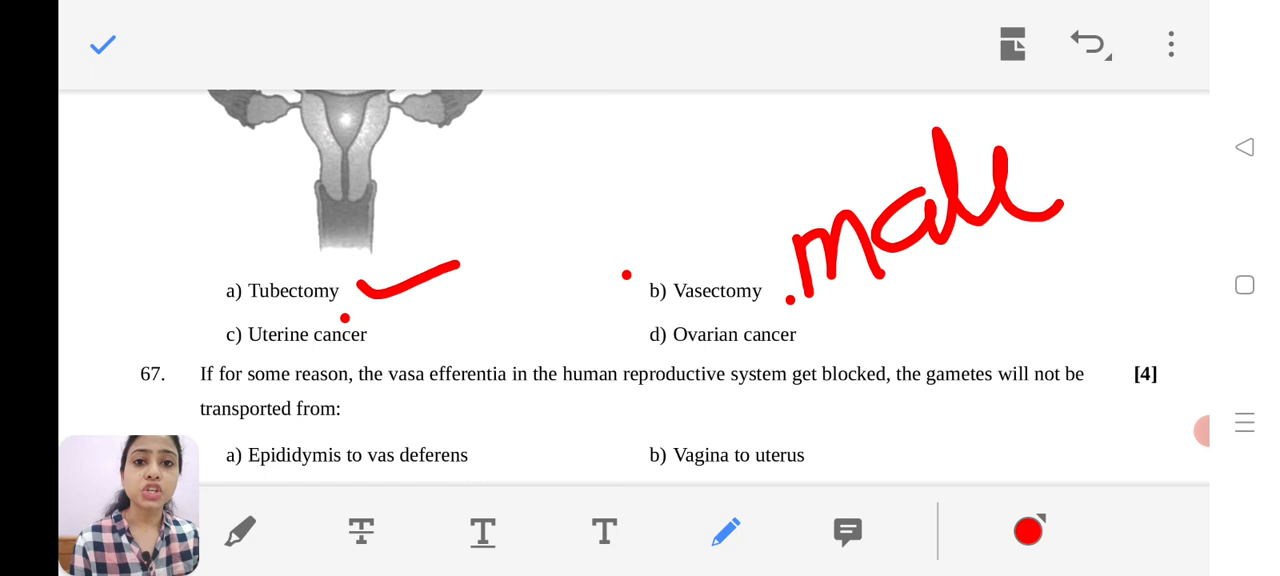 male
a) Tubectomy
b) Vasectomy
c) Uterine cancer
d) Ovarian cancer
67. If for some reason, the vasa efferentia in the human reproductive system get blocked, the gametes will not be [4]
transported from:
a) Epididymis to vas deferens
b) Vagina to uterus
T T T